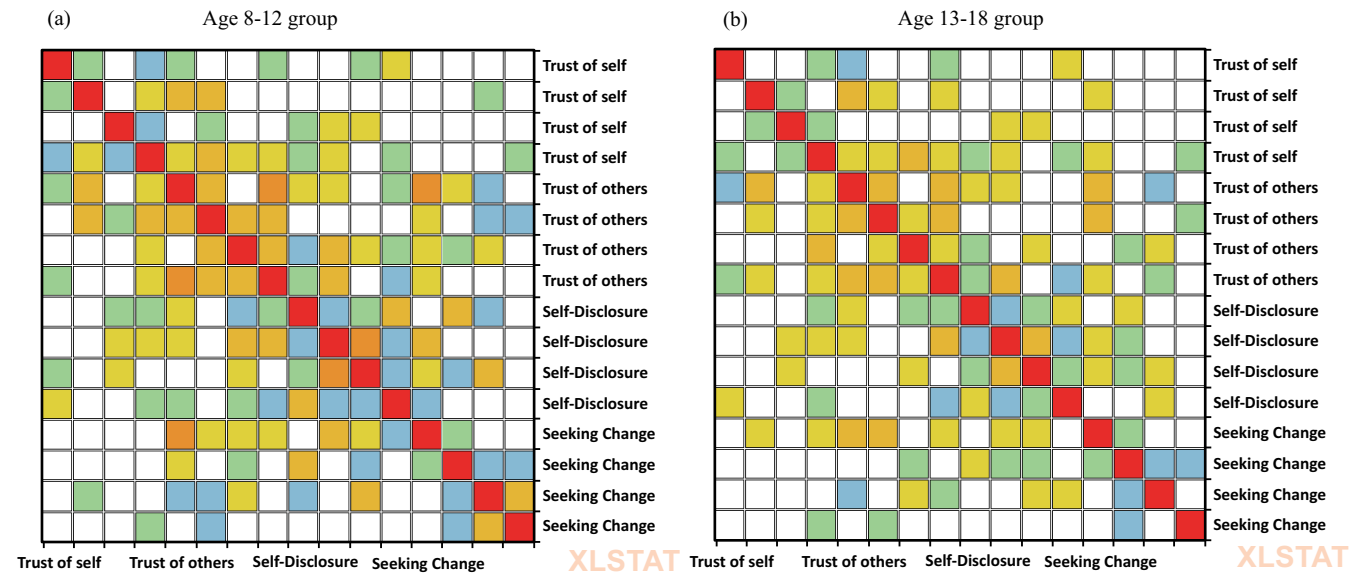 (a) Age 8-12 group
Trust of self
Trust of self
Trust of self
Trust of self
Trust of others
Trust of others
Trust of others
Trust of others
Self-Disclosure
Self-Disclosure
Self-Disclosure
Self-Disclosure
Seeking Change
Seeking Change
Seeking Change
Seeking Change
Trust of self Trust of others Self-Disclosure Seeking Change
XLSTAT
(b) Age 13-18 group
Trust of self
Trust of self
Trust of self
Trust of self
Trust of others
Trust of others
Trust of others
Trust of others
Self-Disclosure
Self-Disclosure
Self-Disclosure
Self-Disclosure
Seeking Change
Seeking Change
Seeking Change
Seeking Change
Trust of self Trust of others Self-Disclosure Seeking Change
XLSTAT